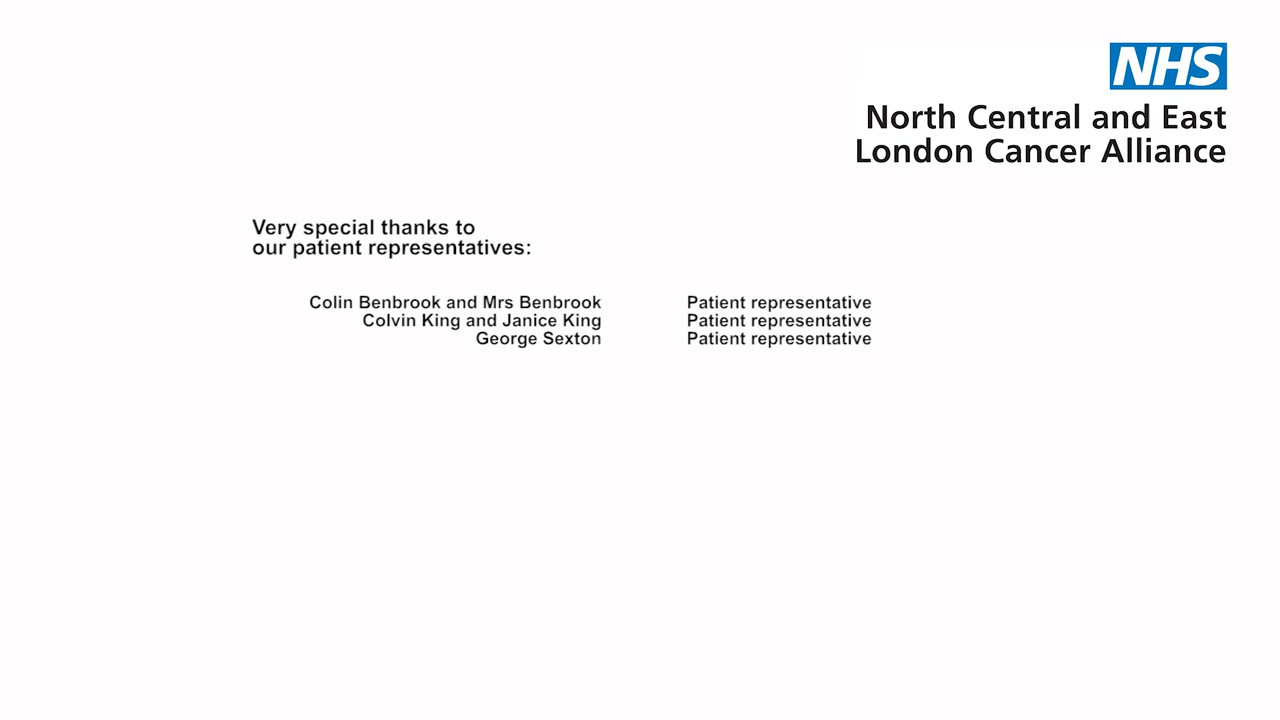 NHS
North Central and East
London Cancer Alliance
Very special thanks to
our patient representatives:
Colin Benbrook and Mrs Benbrook Patient representative
Colvin King and Janice King Patient representative
George Sexton Patient representative